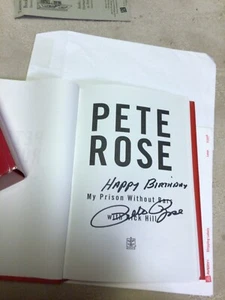 PETE
ROSE
Happy Birthday
My Prison Without Bars
Pete Rose
with Rick Hill